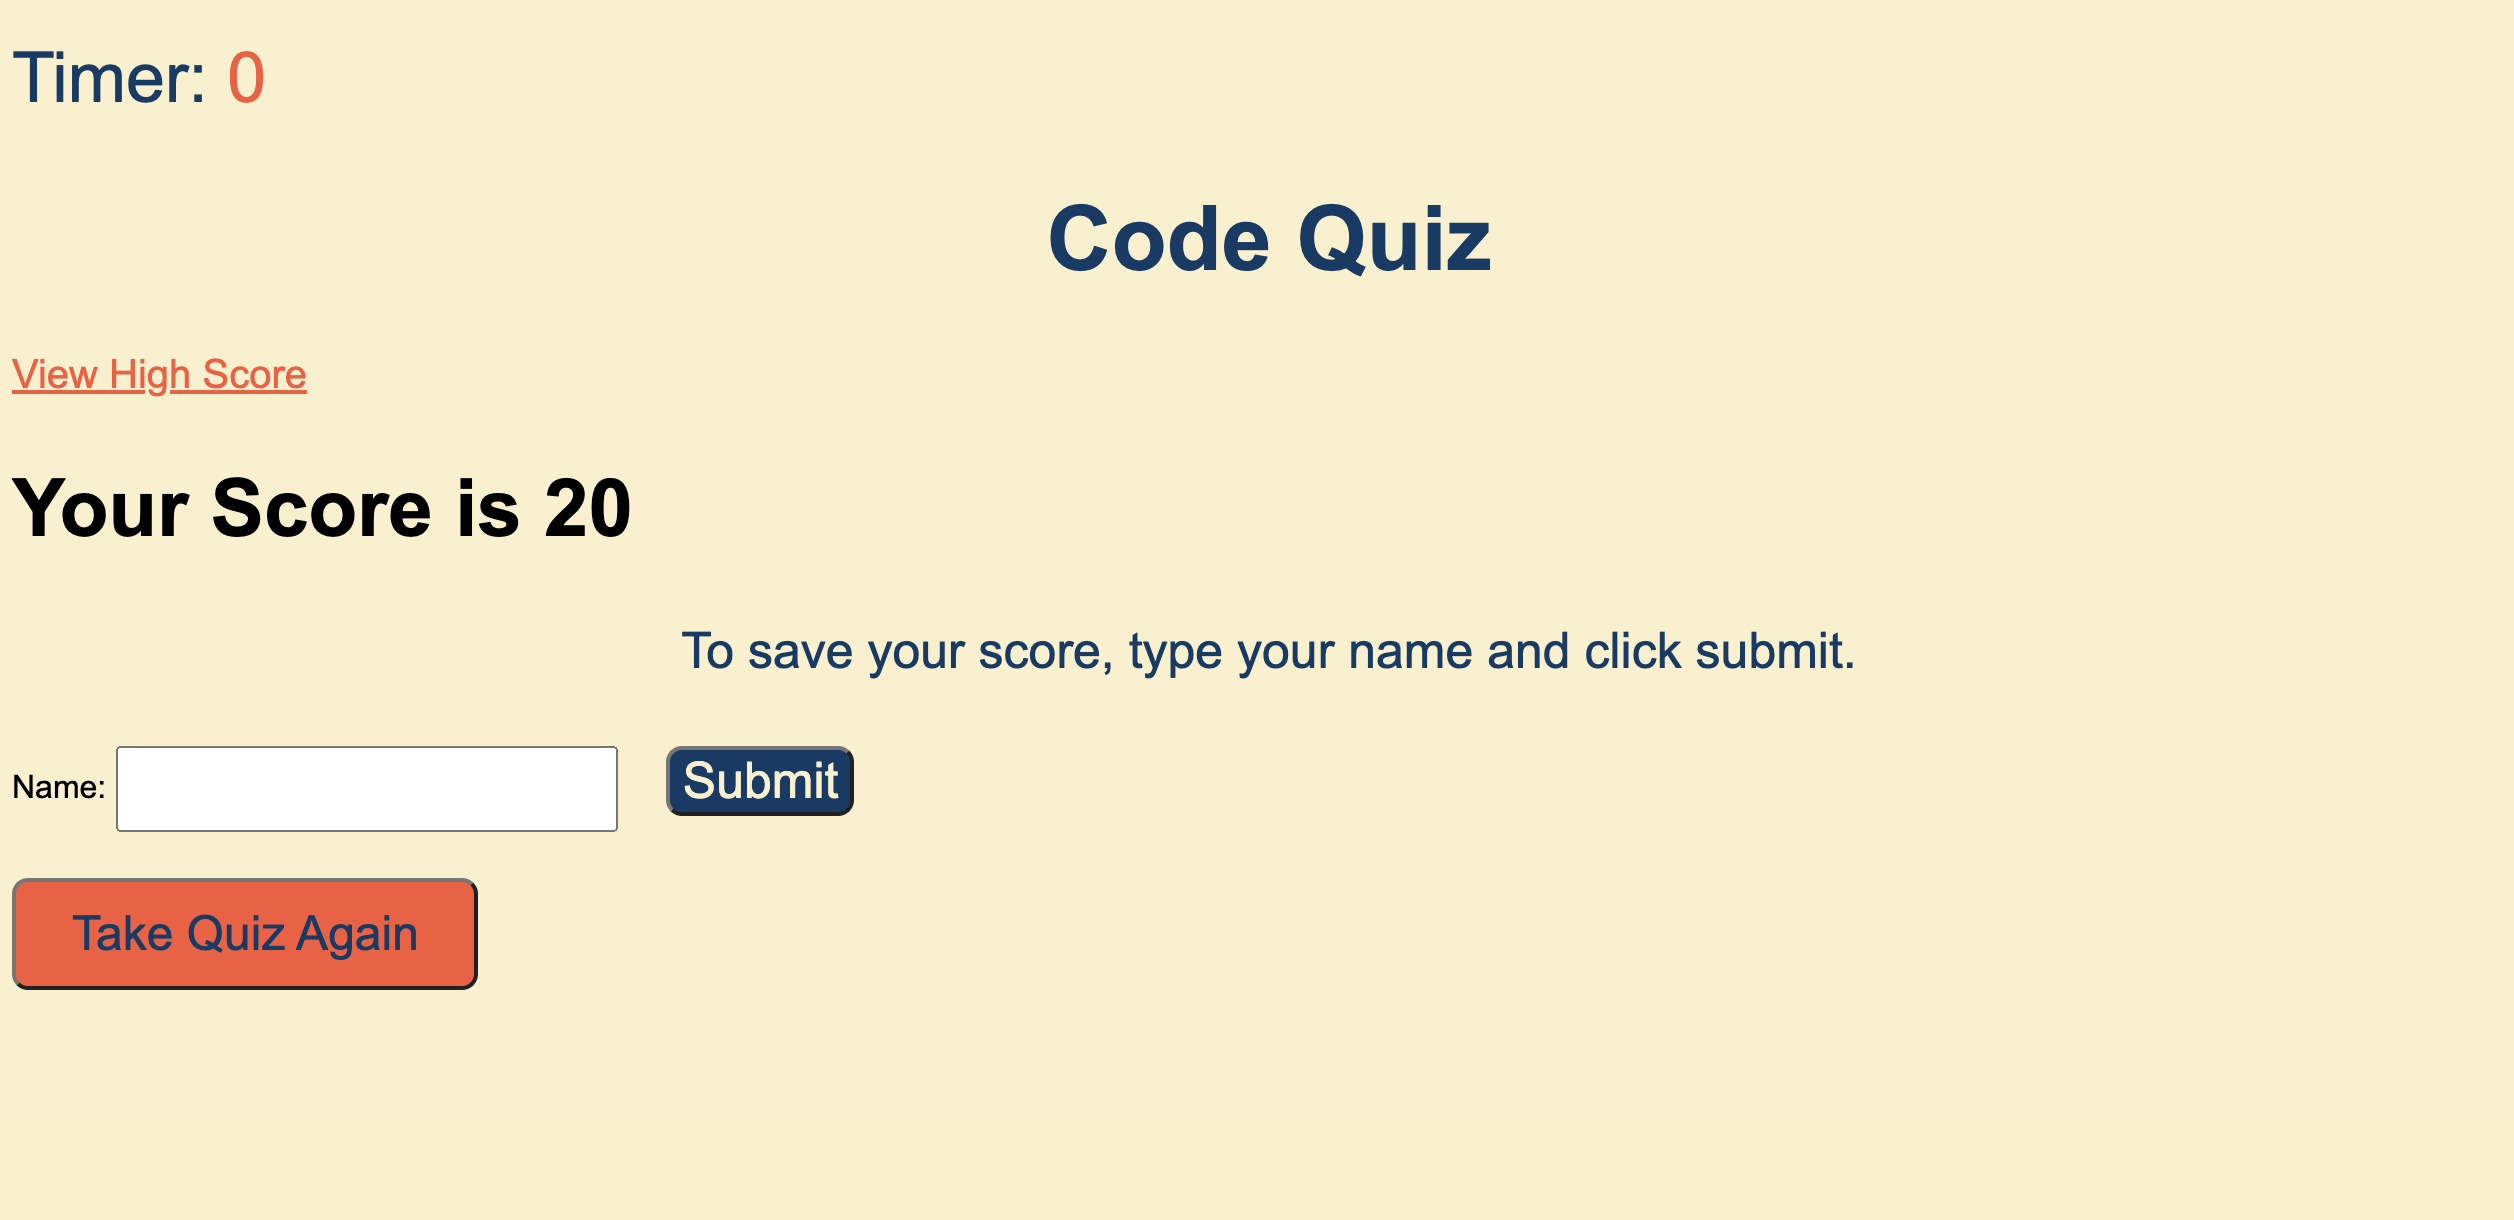 Timer: 0
Code Quiz
View High Score
Your Score is 20
To save your score, type your name and click submit.
Name:
Submit
Take Quiz Again